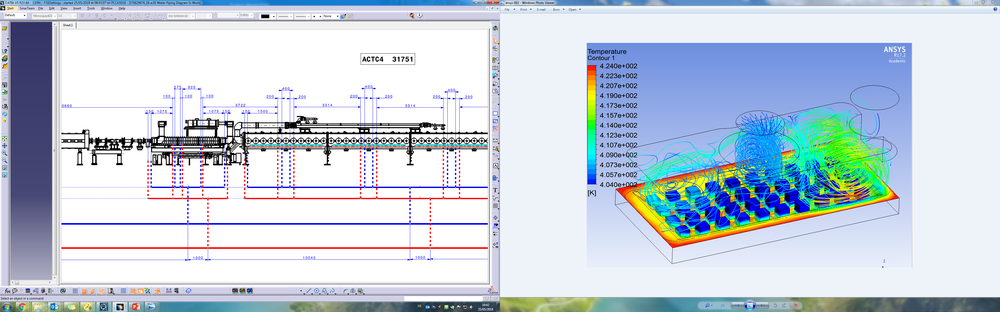 CATIA V5 R23 64 - CERN : FJSESettings : started 25/05/2018 at 08:31:07 on PCCA5018 - [ST0629676_06 a.00 Water Piping Diagram In Work]
Start SmarTeam File Edit View Insert Tools Window Help
Default Monospac821 3.5 B I S S (no tolerance) 0.001 None
Sheet.1
ACTC4 31751
275 920 400 400 400
100 100 100 200 200 200 200 200 200
0660 3722 3314 3314
150 1075 1075 150 150 1500
1000 10040 1000
CATIA
Select an object or a command
FR 10:42
25/05/2018
ansys 002 - Windows Photo Viewer
File Print E-mail Burn Open
Temperature
Contour 1
ANSYS
R17.2
Academic
4.240e+002
4.223e+002
4.207e+002
4.190e+002
4.173e+002
4.157e+002
4.140e+002
4.123e+002
4.107e+002
4.090e+002
4.073e+002
4.057e+002
4.040e+002
[K]
Z